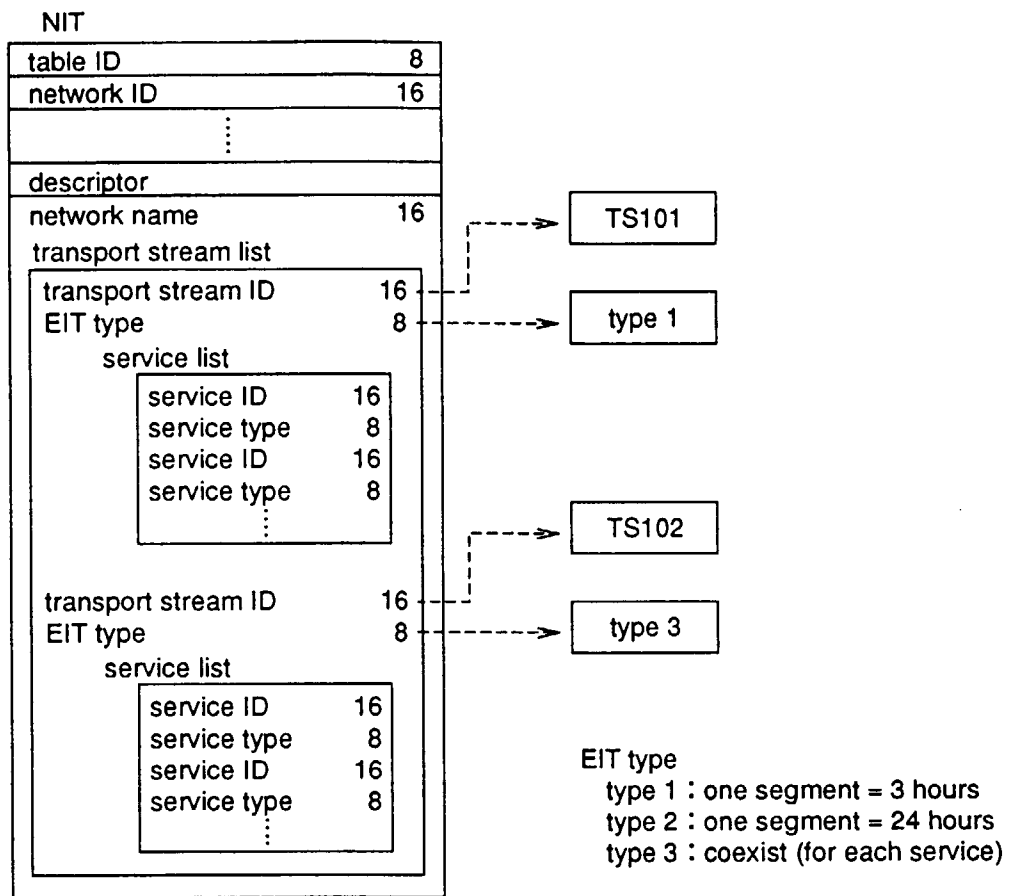 NIT
table ID 8
network ID 16
descriptor
network name 16
transport stream list
transport stream ID 16
EIT type 8
service list
service ID 16
service type 8
service ID 16
service type 8
TS101
type 1
transport stream ID 16
EIT type 8
service list
service ID 16
service type 8
service ID 16
service type 8
TS102
type 3
EIT type
type 1 : one segment = 3 hours
type 2 : one segment = 24 hours
type 3 : coexist (for each service)